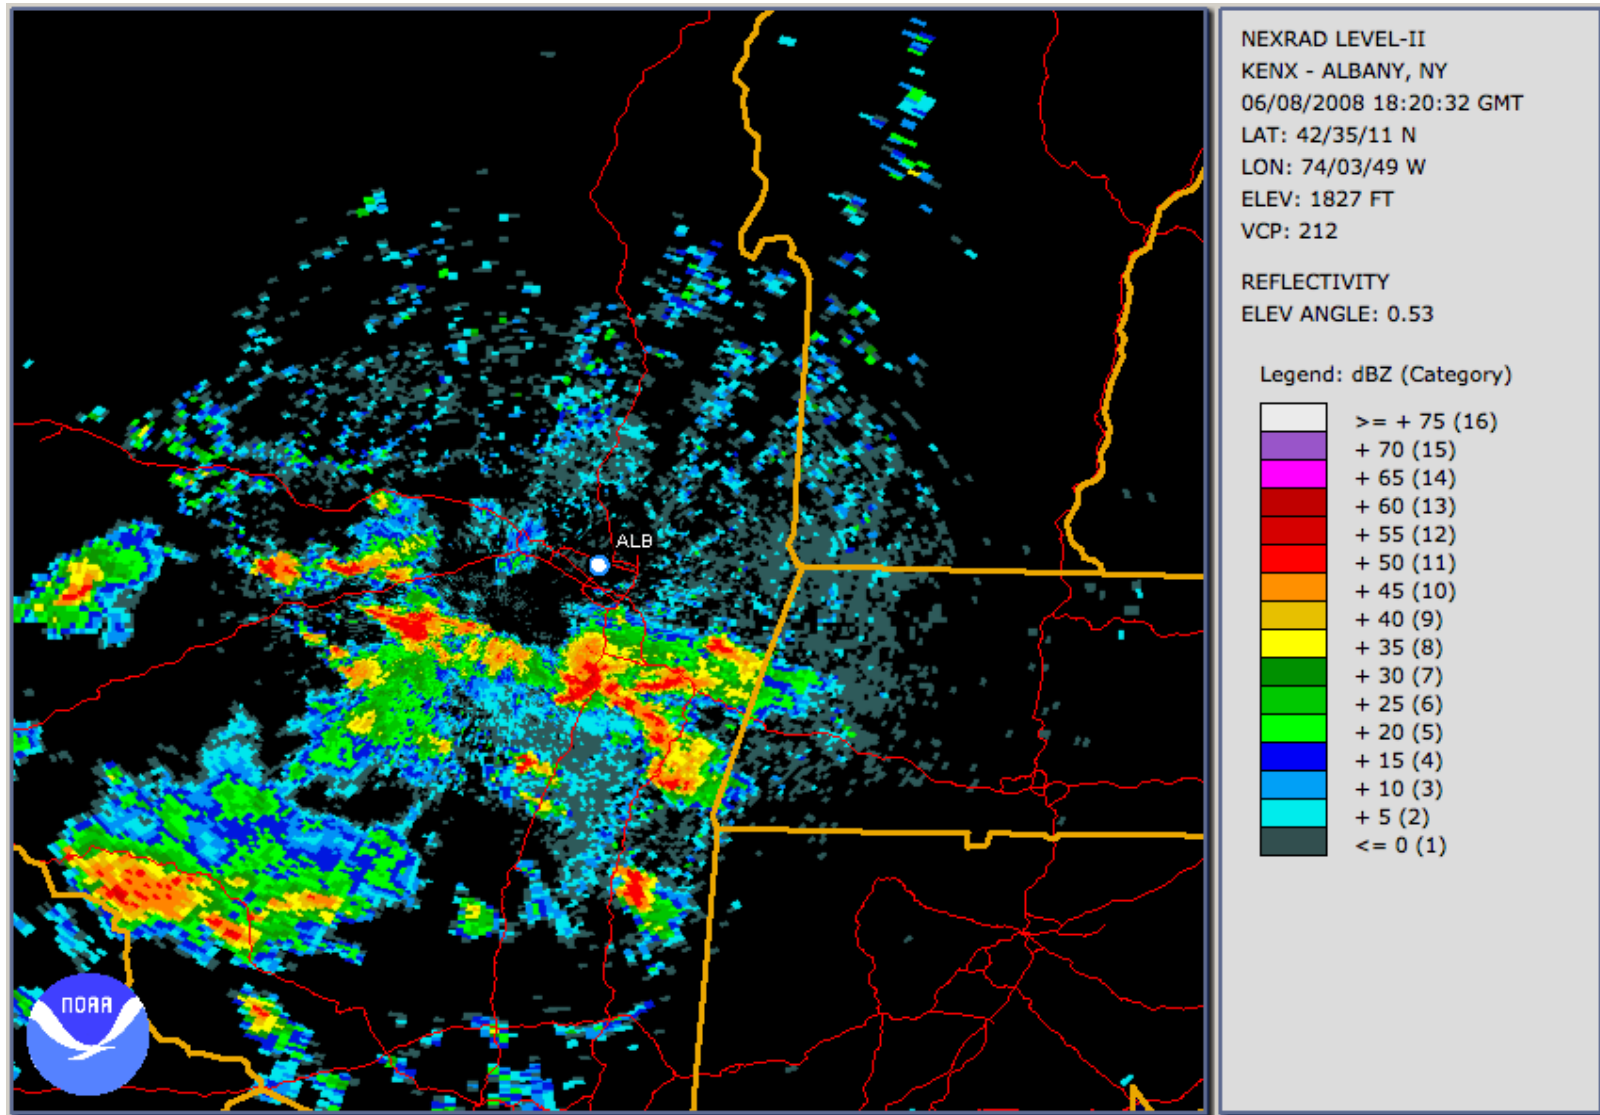 ALB
NOAA
NEXRAD LEVEL-II
KENX - ALBANY, NY
06/08/2008 18:20:32 GMT
LAT: 42/35/11 N
LON: 74/03/49 W
ELEV: 1827 FT
VCP: 212
REFLECTIVITY
ELEV ANGLE: 0.53
Legend: dBZ (Category)
>= + 75 (16)
+ 70 (15)
+ 65 (14)
+ 60 (13)
+ 55 (12)
+ 50 (11)
+ 45 (10)
+ 40 (9)
+ 35 (8)
+ 30 (7)
+ 25 (6)
+ 20 (5)
+ 15 (4)
+ 10 (3)
+ 5 (2)
<= 0 (1)